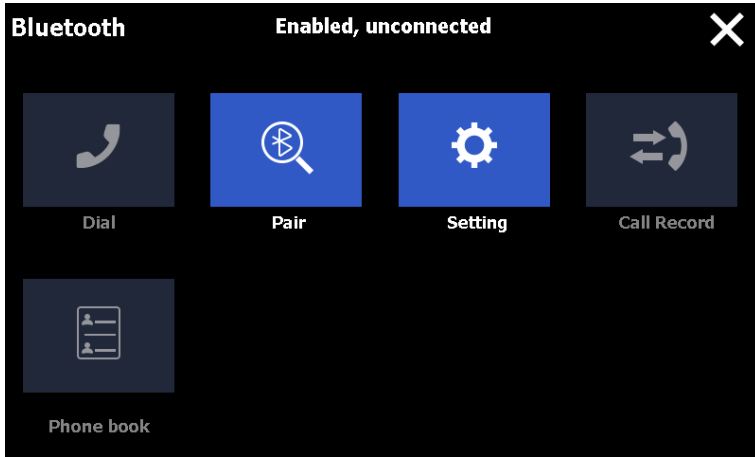 Bluetooth
Enabled, unconnected
Dial
Pair
Setting
Call Record
Phone book